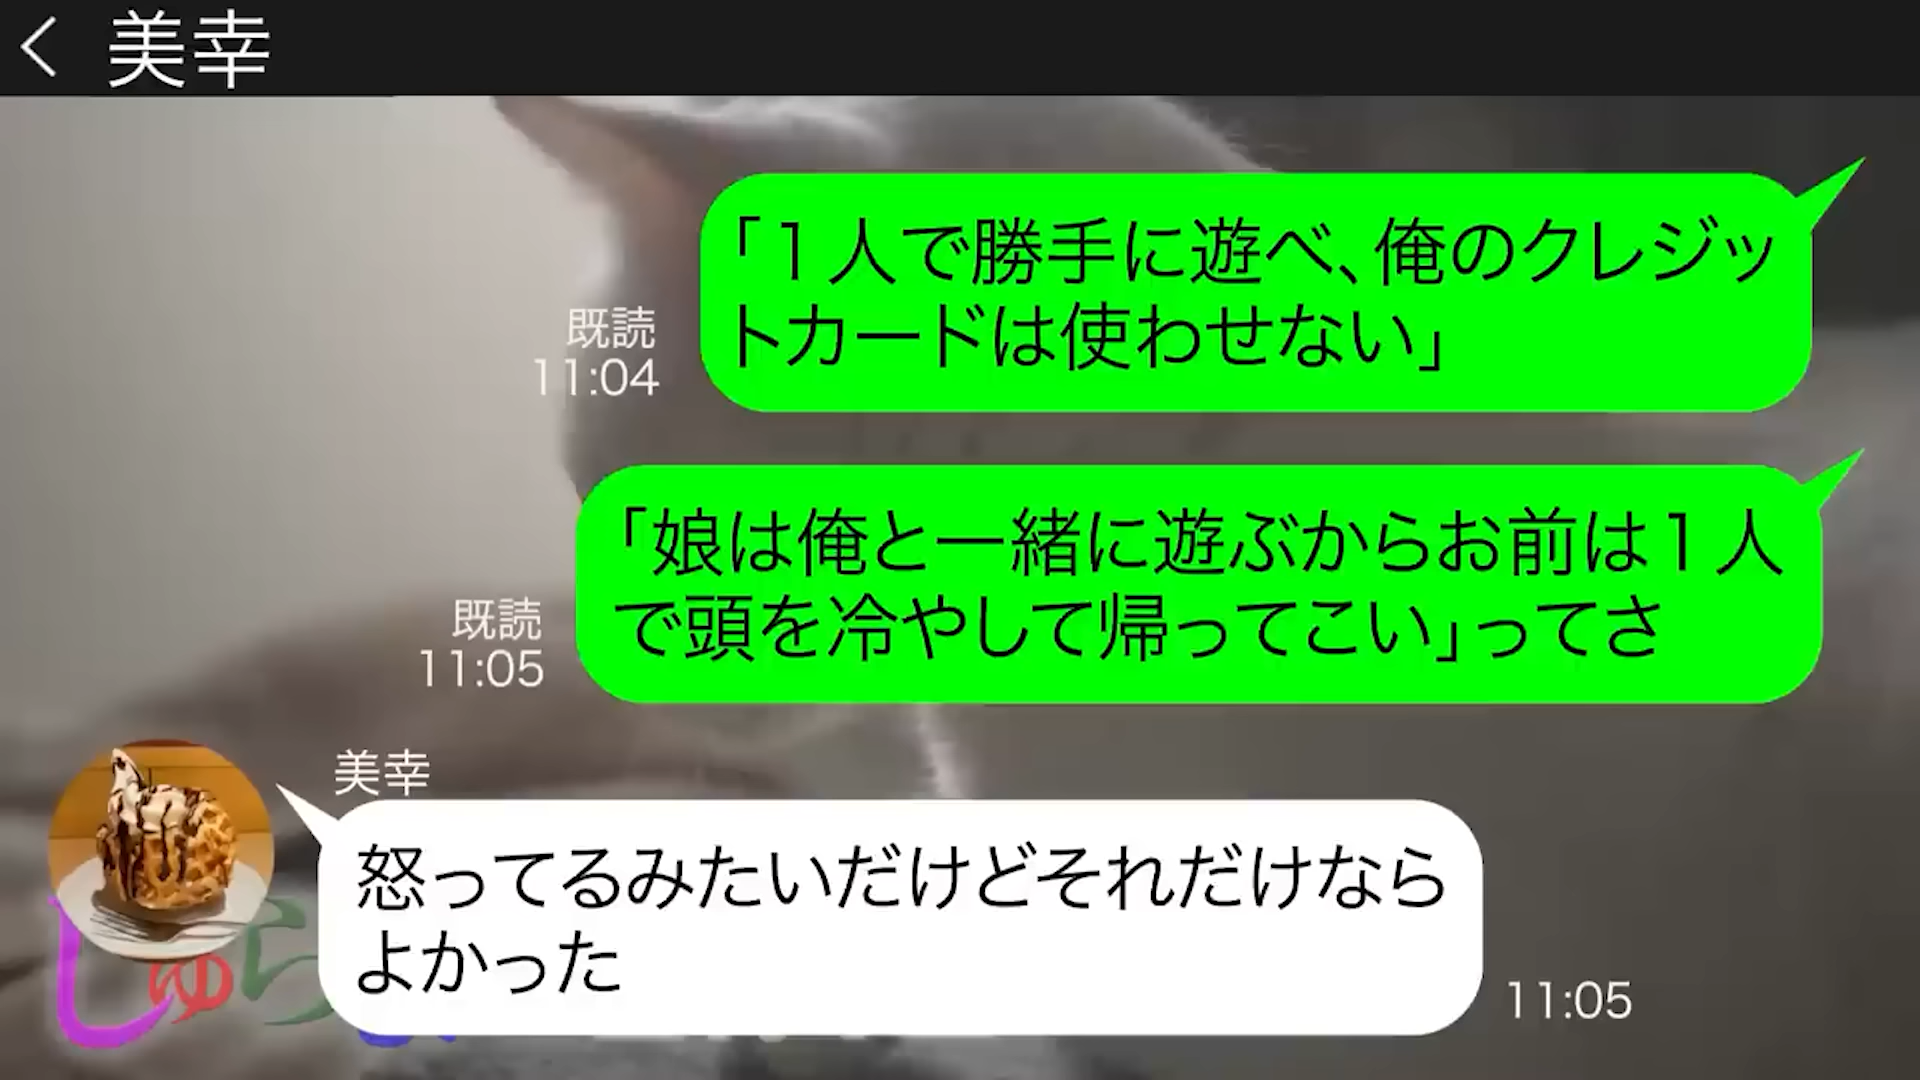 美幸
「1人で勝手に遊べ、俺のクレジッ
トカードは使わせない」
既読
11:04
「娘は俺と一緒に遊ぶからお前は1人
で頭を冷やして帰ってこい」ってさ
既読
11:05
美幸
怒ってるみたいだけどそれだけなら
よかった
11:05
しゅら